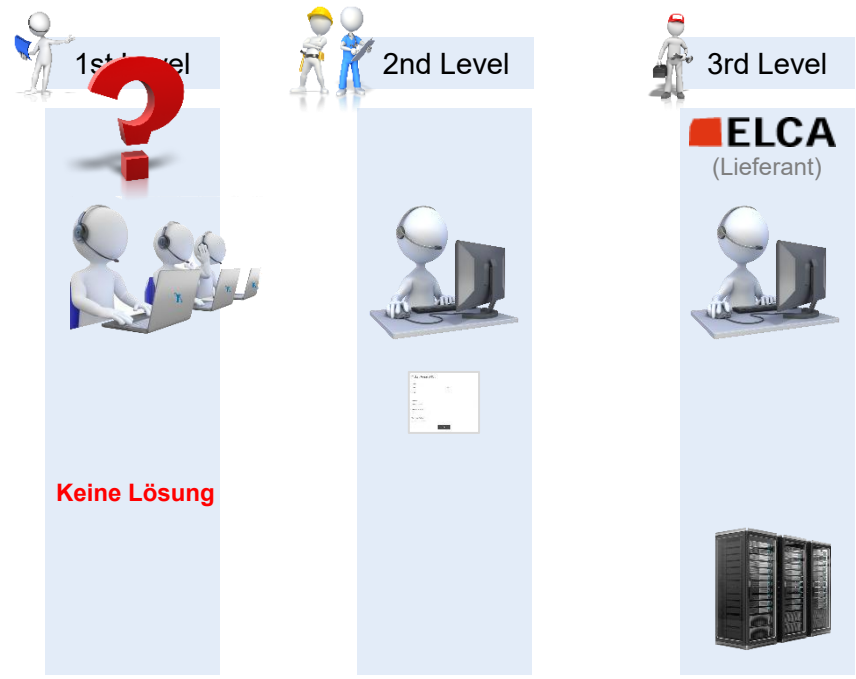 1st Level
2nd Level
3rd Level
ELCA
(Lieferant)
Keine Lösung